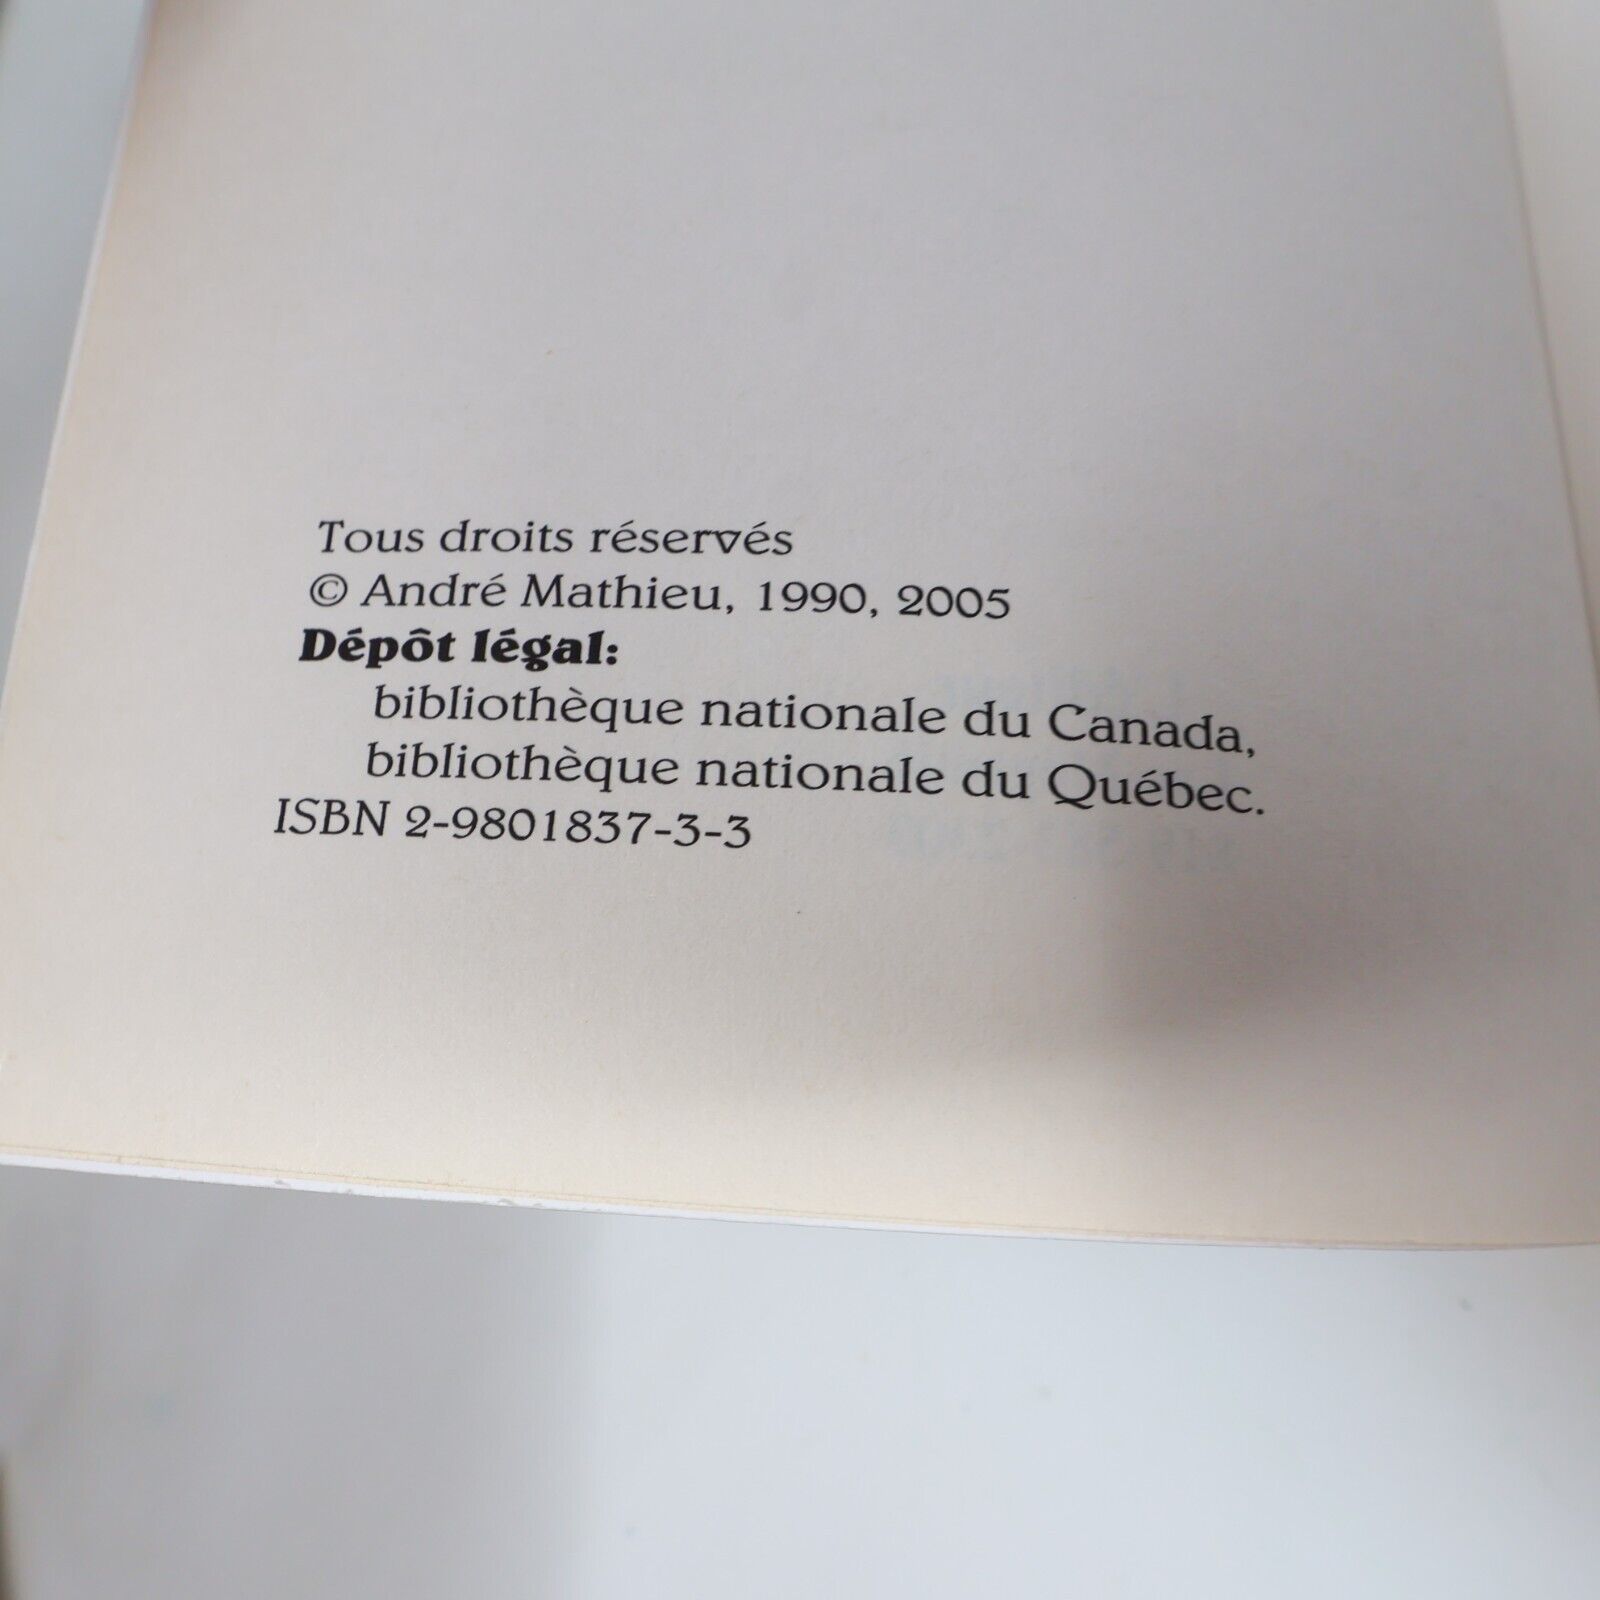 Tous droits réservés
© André Mathieu, 1990, 2005
Dépôt légal:
bibliothèque nationale du Canada,
bibliothèque nationale du Québec.
ISBN 2-9801837-3-3